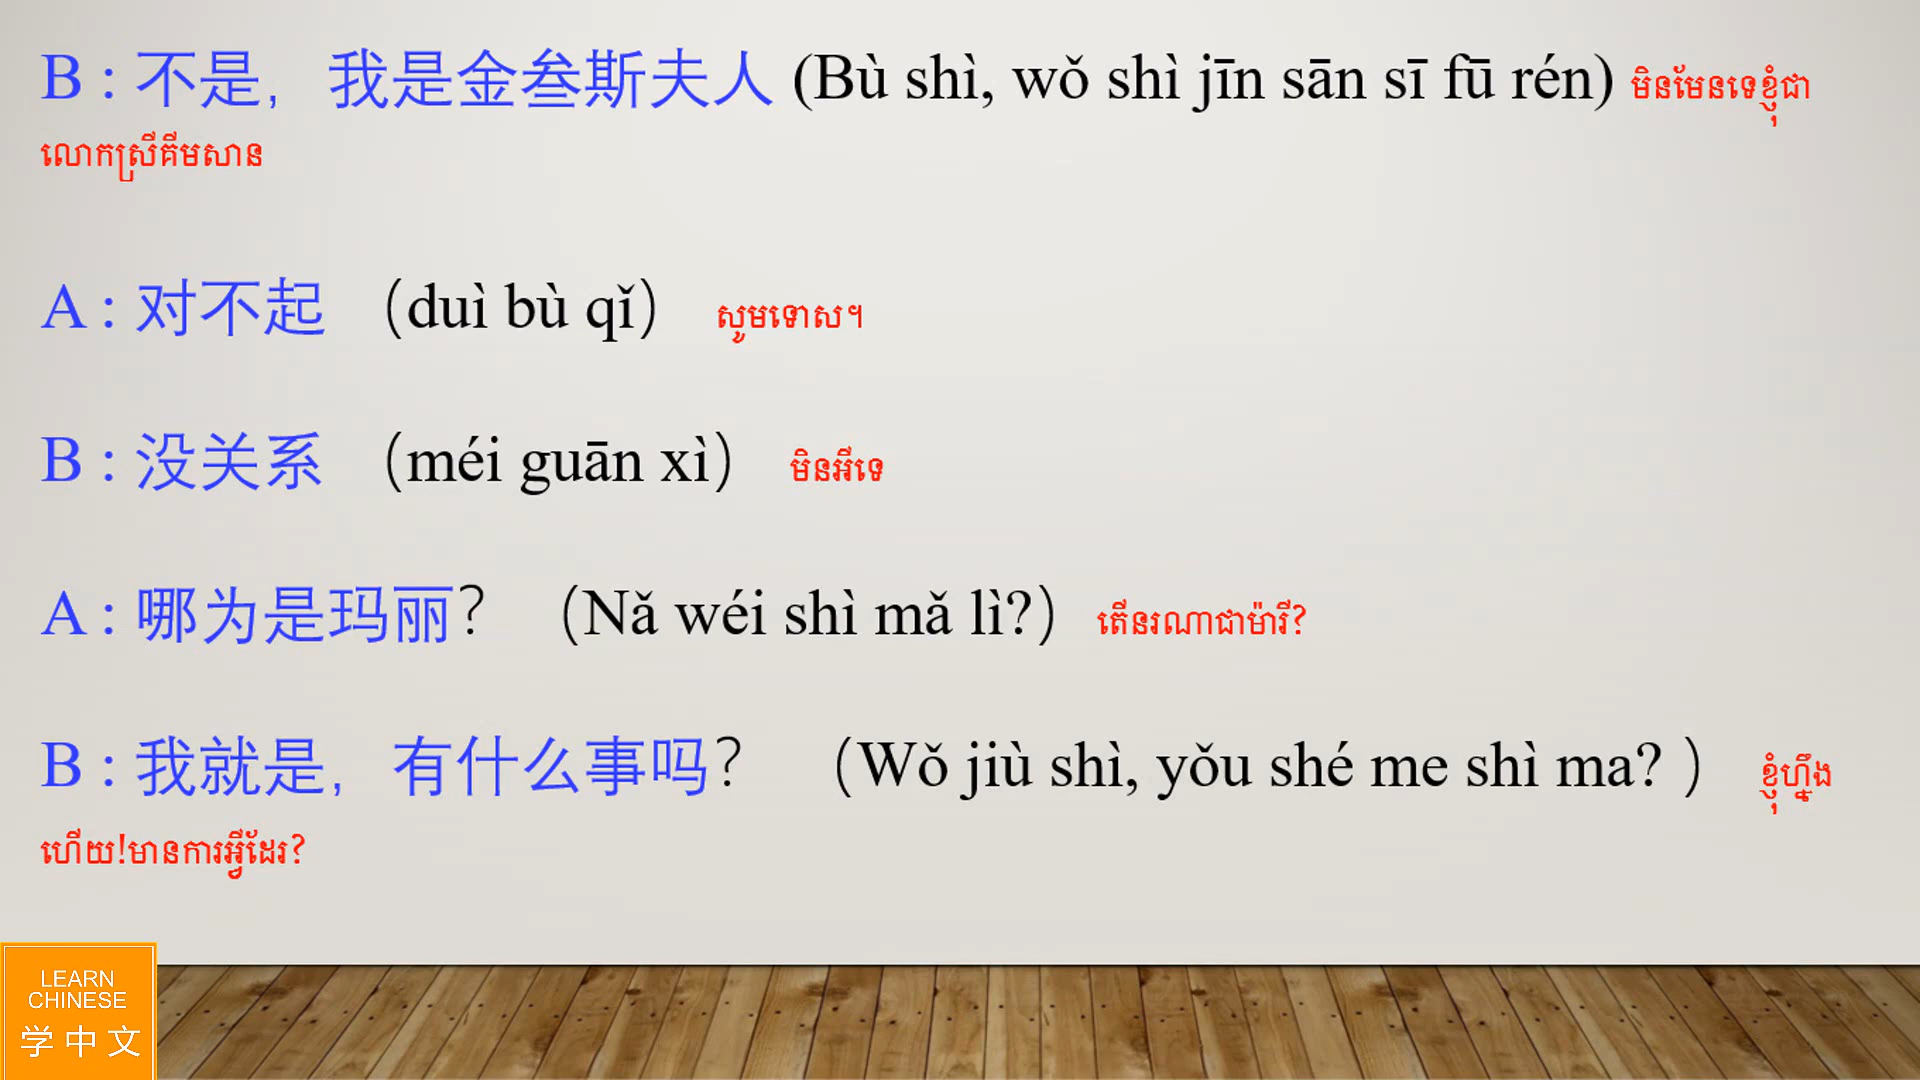 B : 不是，我是金叁斯夫人 (Bù shì, wǒ shì jīn sān sī fū rén) មិនមែនទេខ្ញុំជា
លោកស្រីគីមសាន
A : 对不起 （duì bù qǐ） សូមទោស។
B : 没关系 （méi guān xì） មិនអីទេ
A : 哪为是玛丽？ （Nǎ wéi shì mǎ lì?） តើនរណាជាម៉ារី?
B : 我就是，有什么事吗？ （Wǒ jiù shì, yǒu shé me shì ma? ） ខ្ញុំហ្នឹង
ហើយ!មានការអ្វីដែរ?
LEARN
CHINESE
学中文